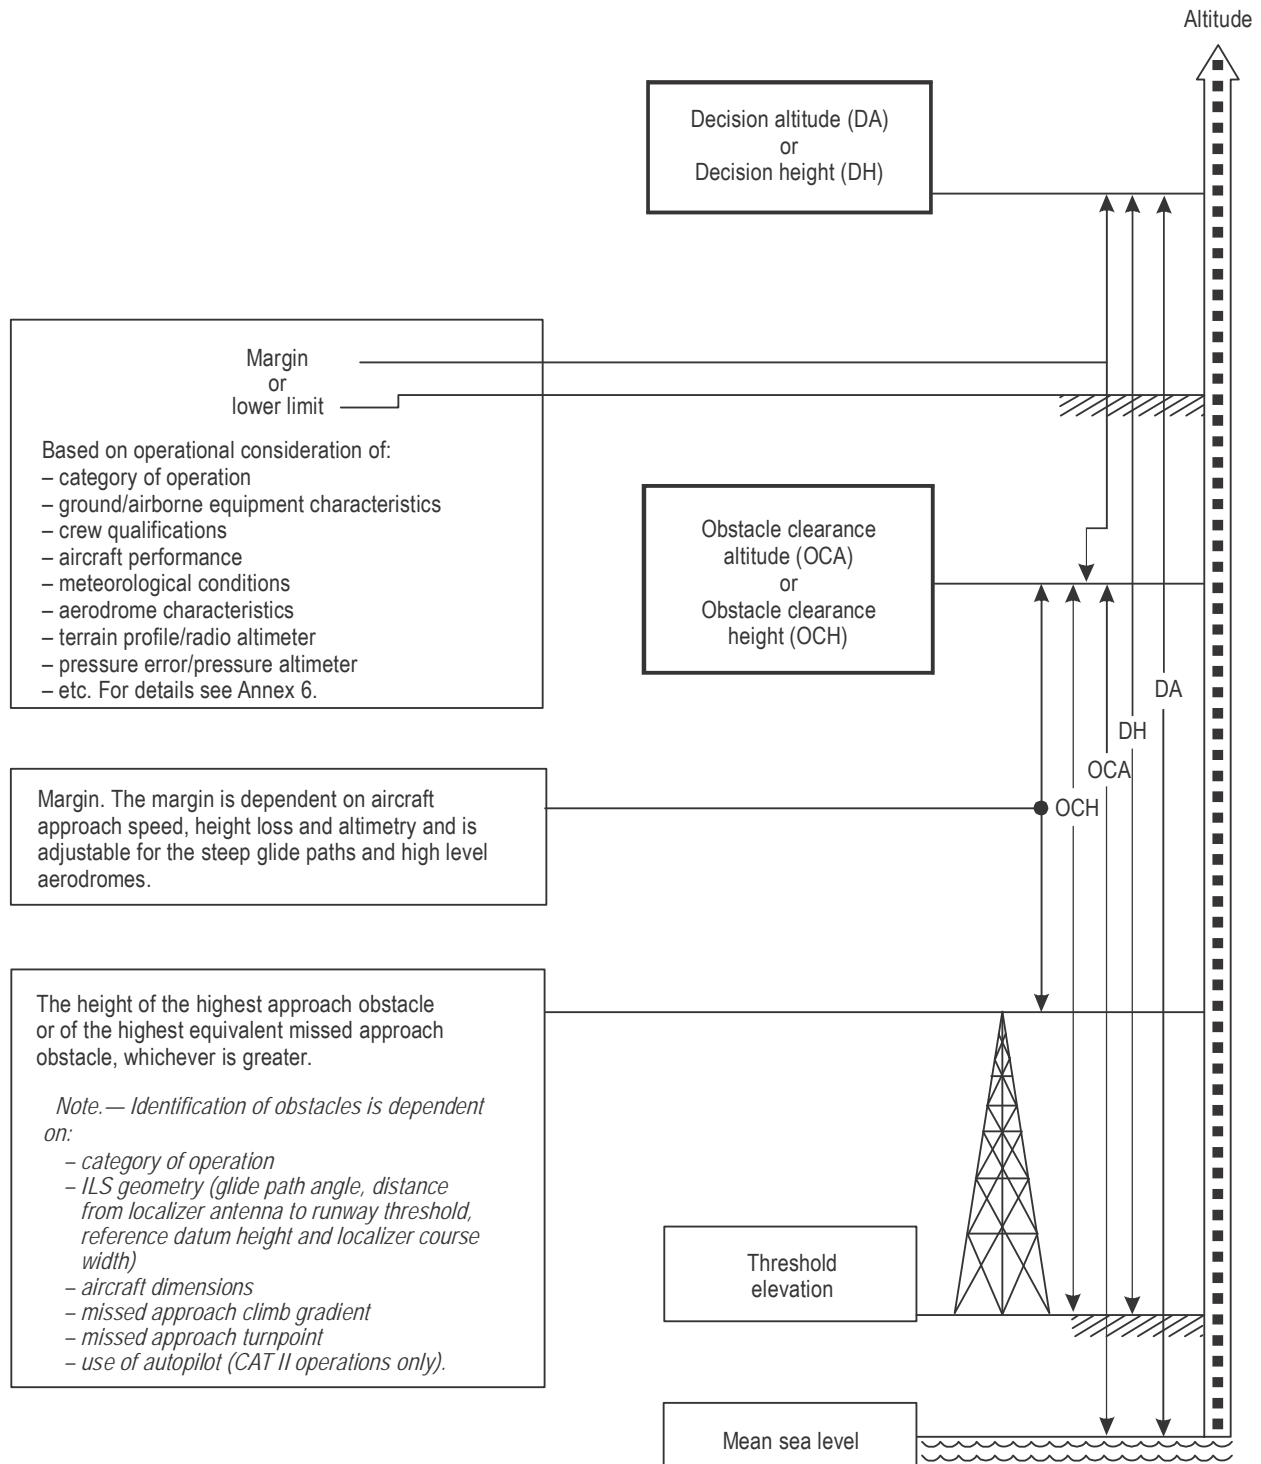 Altitude
Decision altitude (DA)
or
Decision height (DH)
Margin
or
lower limit
Based on operational consideration of:
– category of operation
– ground/airborne equipment characteristics
– crew qualifications
– aircraft performance
– meteorological conditions
– aerodrome characteristics
– terrain profile/radio altimeter
– pressure error/pressure altimeter
– etc. For details see Annex 6.
Obstacle clearance
altitude (OCA)
or
Obstacle clearance
height (OCH)
DA
DH
OCA
OCH
Margin. The margin is dependent on aircraft
approach speed, height loss and altimetry and is
adjustable for the steep glide paths and high level
aerodromes.
The height of the highest approach obstacle
or of the highest equivalent missed approach
obstacle, whichever is greater.
Note.— Identification of obstacles is dependent
on:
– category of operation
– ILS geometry (glide path angle, distance
from localizer antenna to runway threshold,
reference datum height and localizer course
width)
– aircraft dimensions
– missed approach climb gradient
– missed approach turnpoint
– use of autopilot (CAT II operations only).
Threshold
elevation
Mean sea level